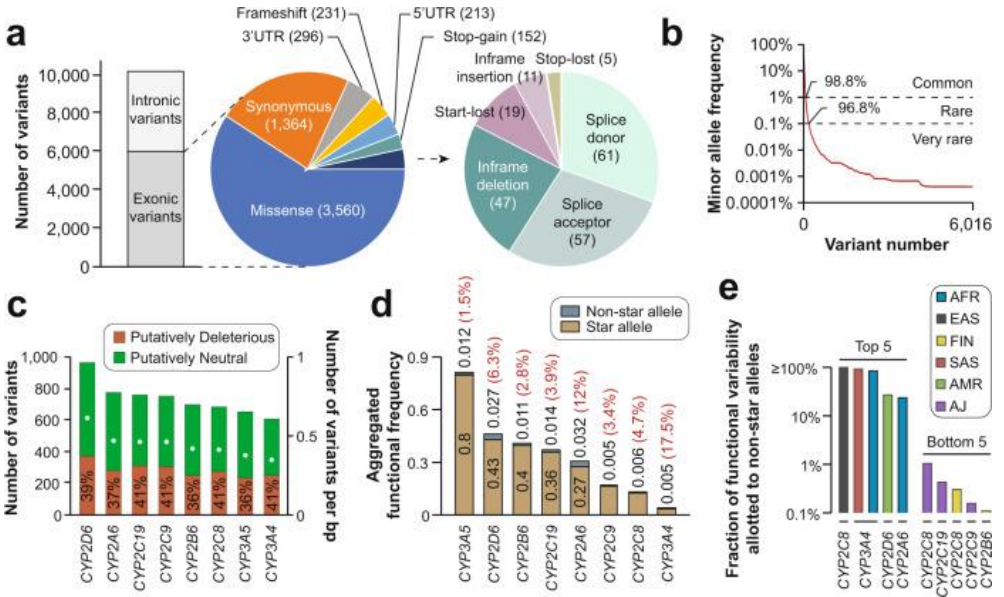 a
Number of variants
10,000
8,000
6,000
4,000
2,000
0
Intronic
variants
Exonic
variants
Frameshift (231)
3'UTR (296)
5'UTR (213)
Stop-gain (152)
Synonymous
(1,364)
Missense (3,560)
Inframe
insertion (11)
Stop-lost (5)
Start-lost (19)
Splice
donor
(61)
Inframe
deletion
(47)
Splice
acceptor
(57)
b
Minor allele frequency
100%
10%
1%
0.1%
0.01%
0.001%
0.0001%
98.8%
Common
96.8%
Rare
Very rare
0
6,016
Variant number
c
Putatively Deleterious
Putatively Neutral
Number of variants
1,000
800
600
400
200
0
39%
37%
41%
41%
36%
41%
36%
41%
1
0.5
0
Number of variants
per bp
CYP2D6
CYP2A6
CYP2C19
CYP2C9
CYP2B6
CYP2C8
CYP3A5
CYP3A4
d
Non-star allele
Star allele
Aggregated
functional frequency
0.9
0.6
0.3
0
0.012 (1.5%)
0.027 (6.3%)
0.011 (2.8%)
0.014 (3.9%)
0.032 (12%)
0.005 (3.4%)
0.006 (4.7%)
0.005 (17.5%)
0.8
0.43
0.4
0.36
0.27
CYP3A5
CYP2D6
CYP2B6
CYP2C19
CYP2A6
CYP2C9
CYP2C8
CYP3A4
e
AFR
EAS
FIN
SAS
AMR
AJ
Fraction of functional variability
allotted to non-star alleles
≥100%
10%
1%
0.1%
Top 5
Bottom 5
CYP2C8
CYP3A4
CYP2D6
CYP2A6
CYP2C8
CYP2C19
CYP2C8
CYP2C9
CYP2B6